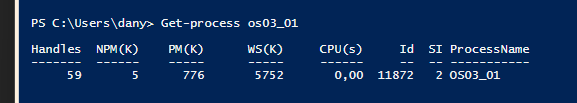 PS C:\Users\dany> Get-process os03_01
Handles  NPM(K)    PM(K)      WS(K)     CPU(s)     Id  SI ProcessName
-------  ------    -----      -----     ------     --  -- -----------
     59       5      776       5752       0,00  11872   2 OS03_01